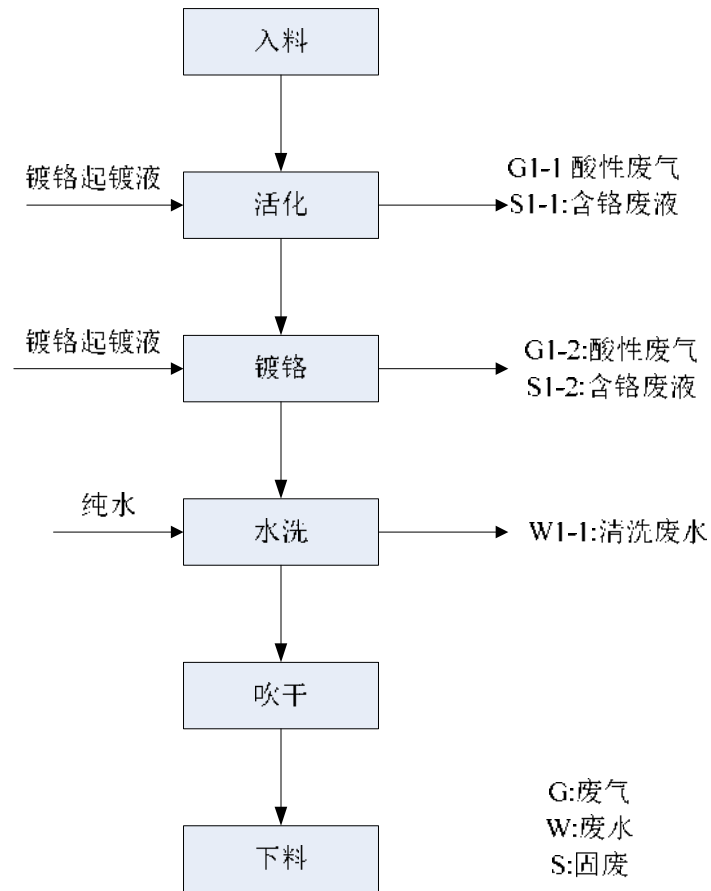 入料
镀铬起镀液
活化
G1-1 酸性废气
S1-1:含铬废液
镀铬起镀液
镀铬
G1-2:酸性废气
S1-2:含铬废液
纯水
水洗
W1-1:清洗废水
吹干
下料
G:废气
W:废水
S:固废